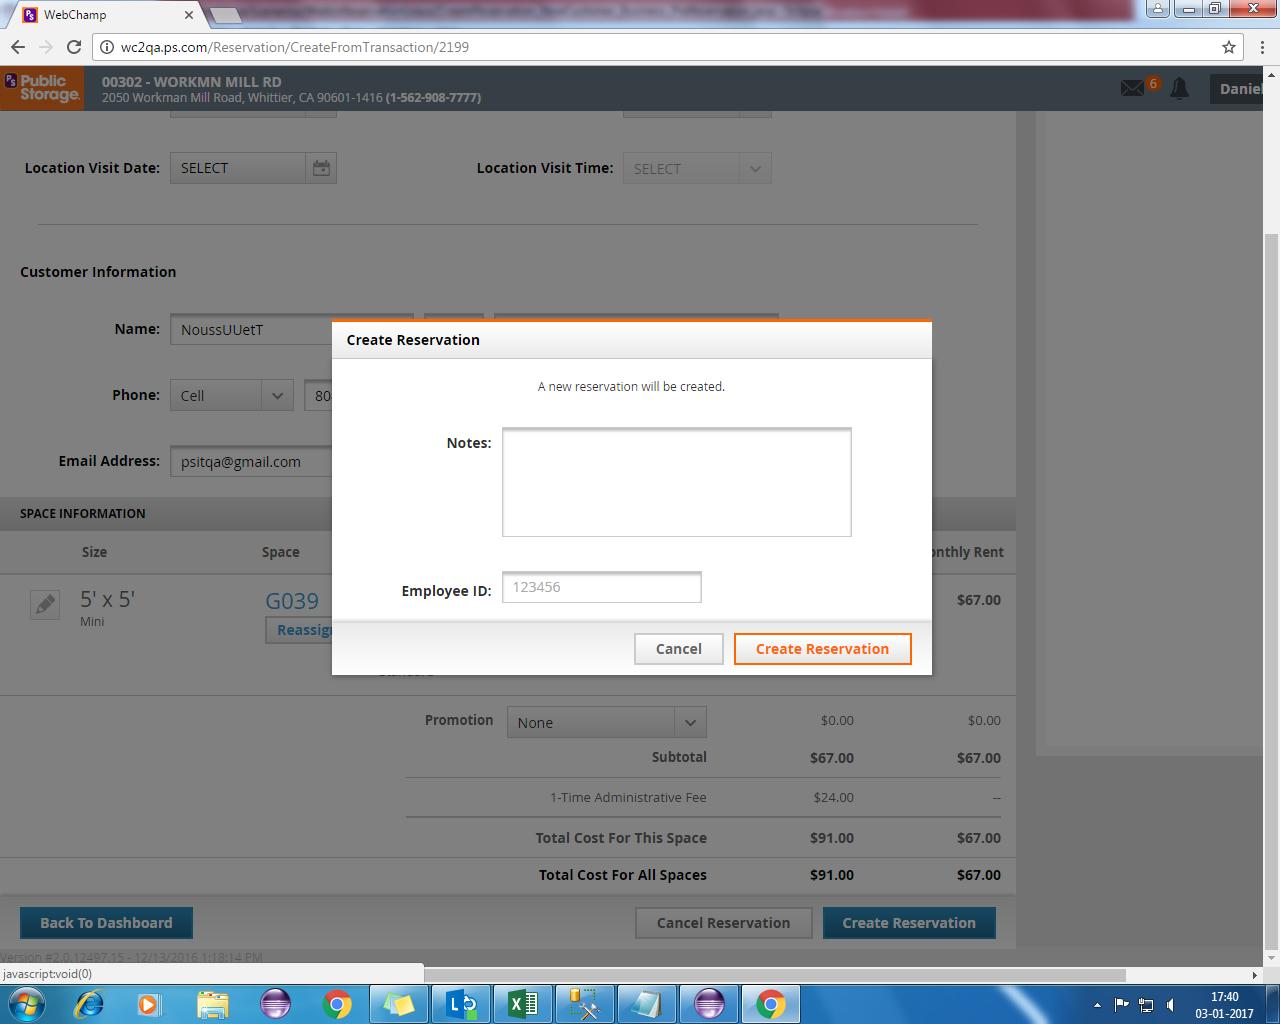 WebChamp
wc2qa.ps.com/Reservation/CreateFromTransaction/2199
PS Public Storage.
00302 - WORKMN MILL RD
2050 Workman Mill Road, Whittier, CA 90601-1416 (1-562-908-7777)
6
Daniel
Location Visit Date: SELECT
Location Visit Time: SELECT
Customer Information
Name: NoussUUetT
Phone: Cell 80
Email Address: psitqa@gmail.com
SPACE INFORMATION
Size Space onthly Rent
5' x 5' G039 $67.00
Mini
Reassig
Create Reservation
A new reservation will be created.
Notes:
Employee ID: 123456
Cancel Create Reservation
Standard
Promotion None $0.00 $0.00
Subtotal $67.00 $67.00
1-Time Administrative Fee $24.00 --
Total Cost For This Space $91.00 $67.00
Total Cost For All Spaces $91.00 $67.00
Back To Dashboard Cancel Reservation Create Reservation
Version #2.0.12497.15 - 12/13/2016 1:18:14 PM
javascript:void(0)
17:40
03-01-2017